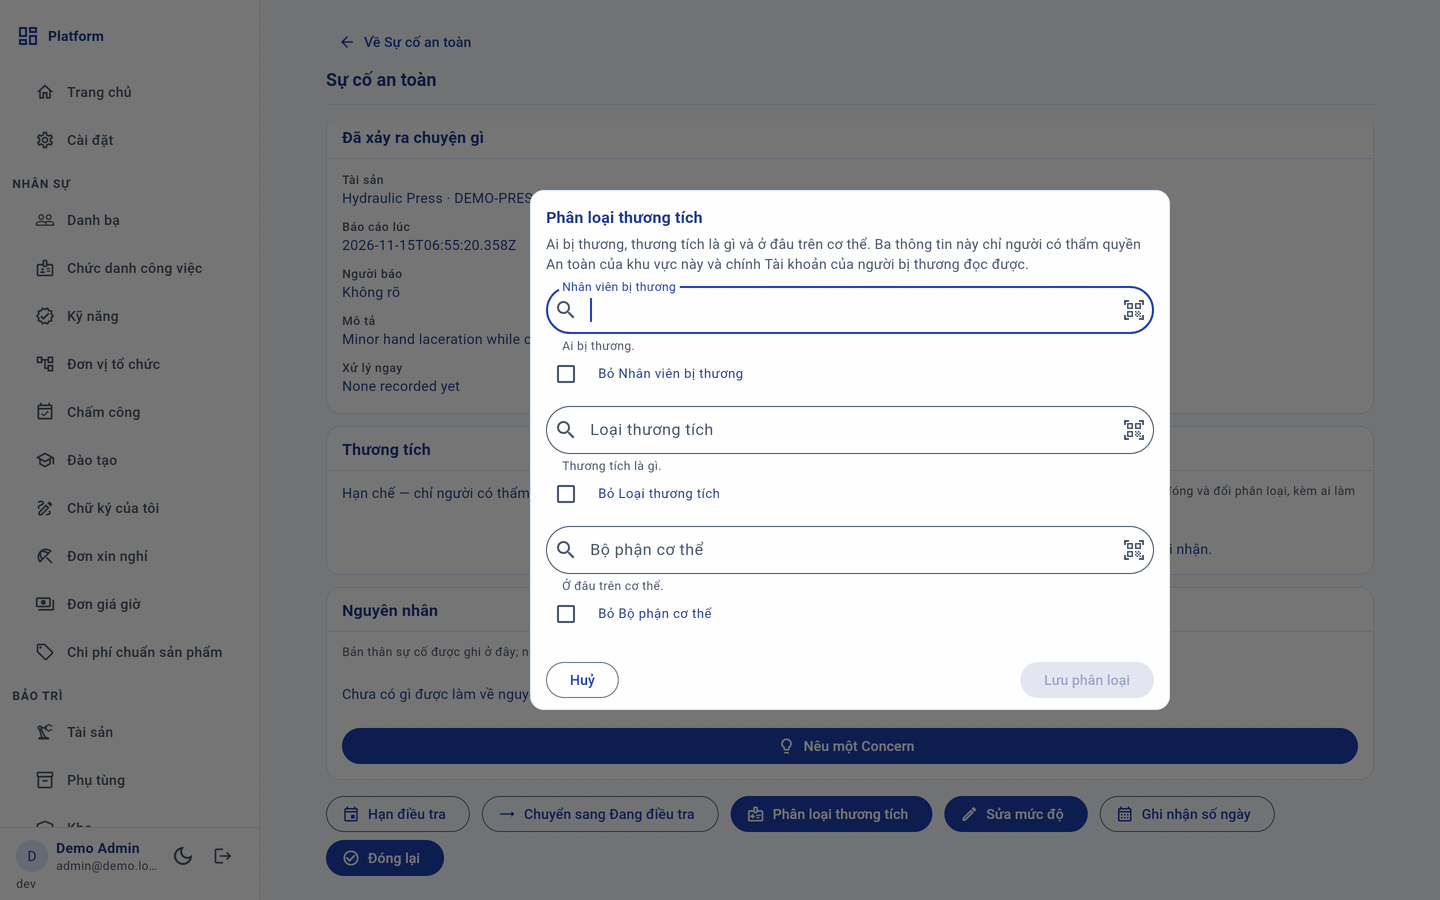 Platform
Trang chủ
Cài đặt
NHÂN SỰ
Danh bạ
Chức danh công việc
Kỹ năng
Đơn vị tổ chức
Chấm công
Đào tạo
Chữ ký của tôi
Đơn xin nghỉ
Đơn giá giờ
Chi phí chuẩn sản phẩm
BẢO TRÌ
Tài sản
Phụ tùng
Kho
D
Demo Admin
admin@demo.lo...
dev
Về Sự cố an toàn
Sự cố an toàn
Đã xảy ra chuyện gì
Tài sản
Hydraulic Press · DEMO-PRES
Báo cáo lúc
2026-11-15T06:55:20.358Z
Người báo
Không rõ
Mô tả
Minor hand laceration while c
Xử lý ngay
None recorded yet
Thương tích
Hạn chế — chỉ người có thẩm
đóng và đổi phân loại, kèm ai làm
i nhận.
Nguyên nhân
Bản thân sự cố được ghi ở đây; n
Chưa có gì được làm về nguy
Nêu một Concern
Hạn điều tra
Chuyển sang Đang điều tra
Phân loại thương tích
Sửa mức độ
Ghi nhận số ngày
Đóng lại
Phân loại thương tích
Ai bị thương, thương tích là gì và ở đâu trên cơ thể. Ba thông tin này chỉ người có thẩm quyền
An toàn của khu vực này và chính Tài khoản của người bị thương đọc được.
Nhân viên bị thương
Ai bị thương.
Bỏ Nhân viên bị thương
Loại thương tích
Thương tích là gì.
Bỏ Loại thương tích
Bộ phận cơ thể
Ở đâu trên cơ thể.
Bỏ Bộ phận cơ thể
Huỷ
Lưu phân loại